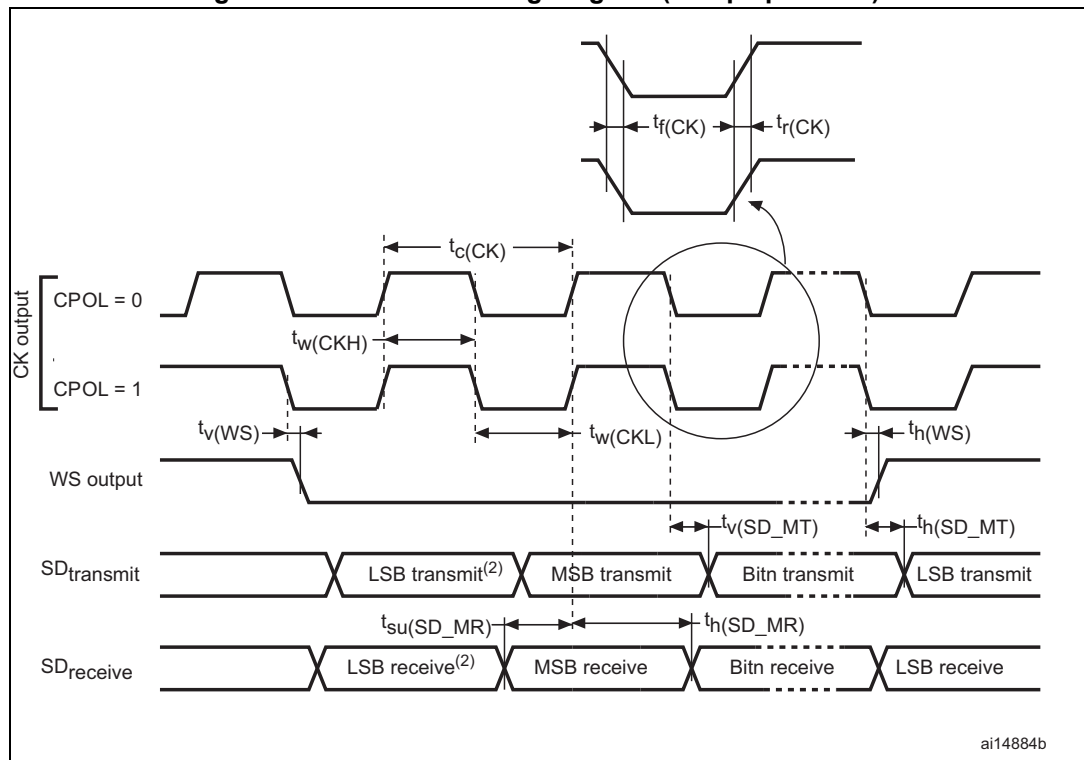 tf(CK) tr(CK)
tc(CK)
CPOL = 0
tw(CKH)
CK output
CPOL = 1
tv(WS) tw(CKL) th(WS)
WS output
tv(SD_MT) th(SD_MT)
SDtransmit LSB transmit(2) MSB transmit Bitn transmit LSB transmit
tsu(SD_MR) th(SD_MR)
SDreceive LSB receive(2) MSB receive Bitn receive LSB receive
ai14884b